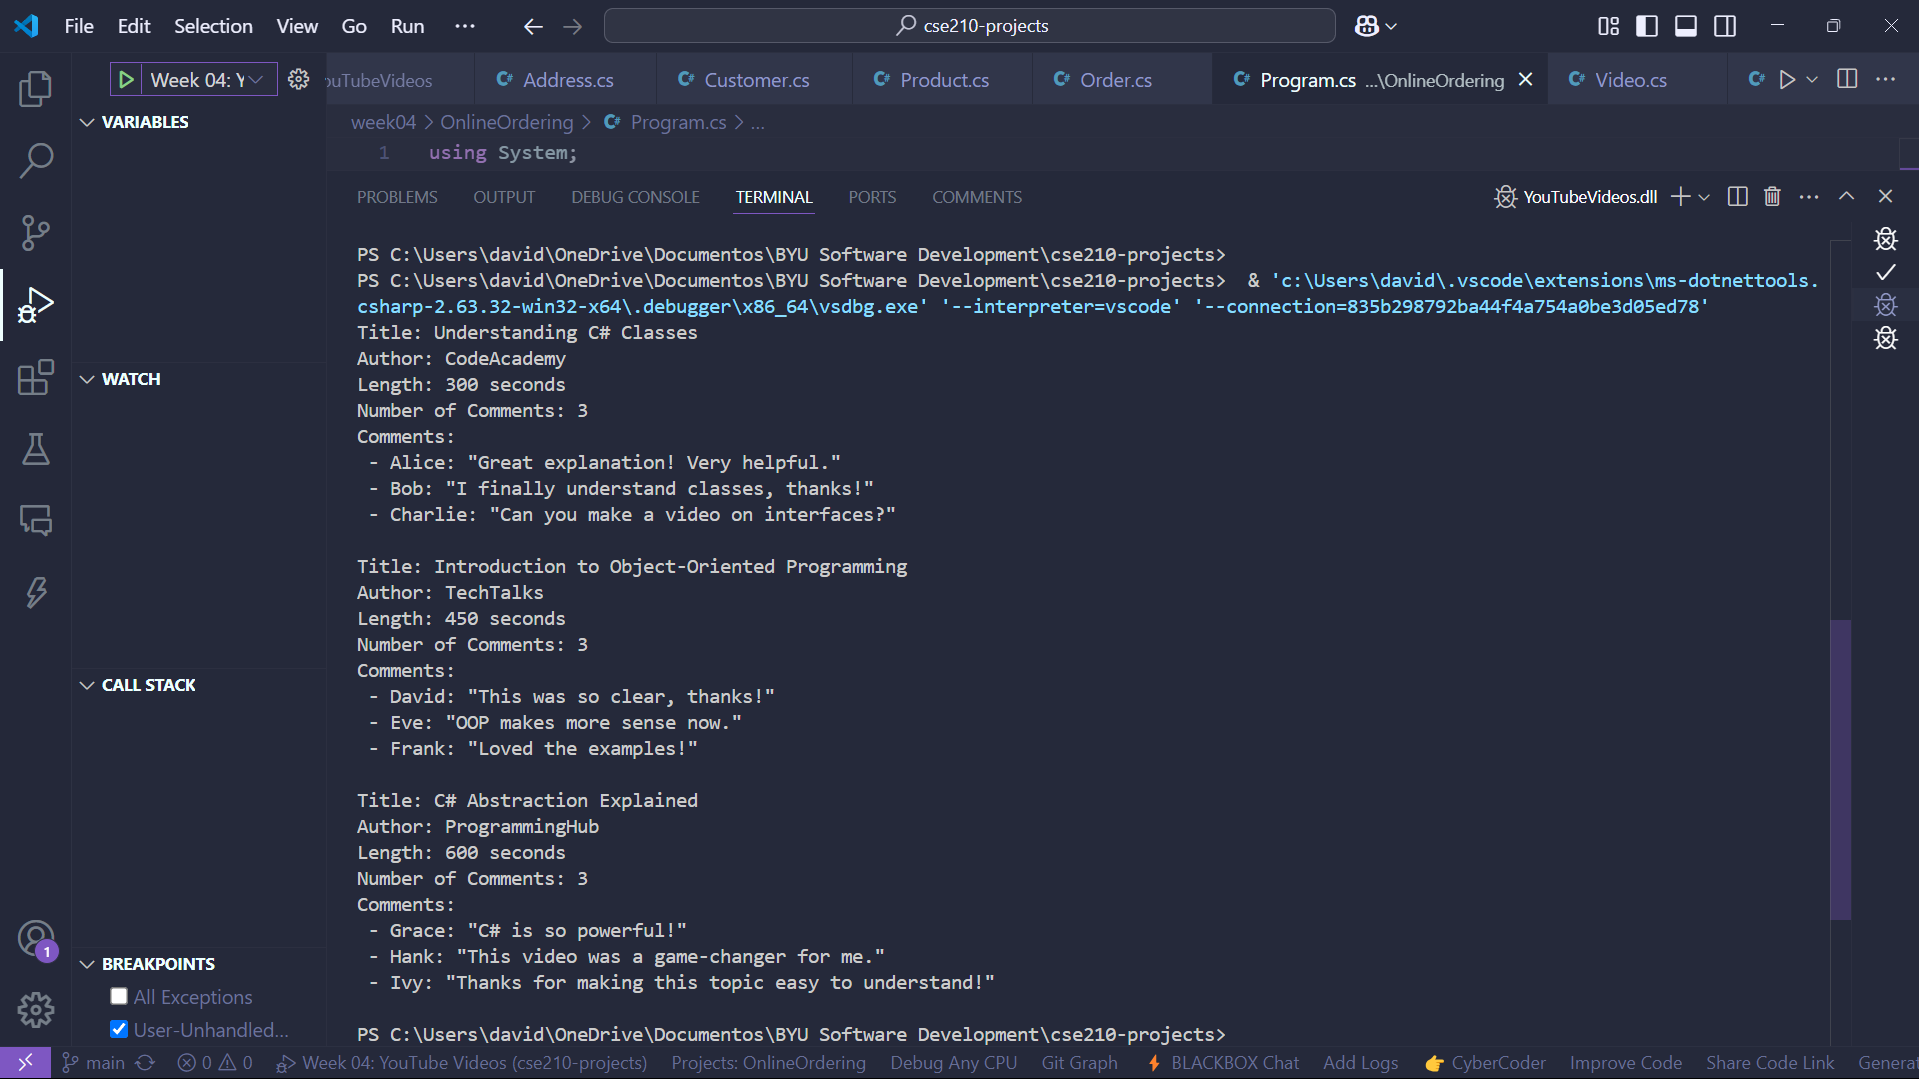 File Edit Selection View Go Run ··· cse210-projects
Week 04: Y
uTubeVideos Address.cs Customer.cs Product.cs Order.cs Program.cs ...\OnlineOrdering Video.cs
VARIABLES
week04 > OnlineOrdering > Program.cs > ...
1 using System;
PROBLEMS OUTPUT DEBUG CONSOLE TERMINAL PORTS COMMENTS YouTubeVideos.dll
PS C:\Users\david\OneDrive\Documentos\BYU Software Development\cse210-projects>
PS C:\Users\david\OneDrive\Documentos\BYU Software Development\cse210-projects> & 'c:\Users\david\.vscode\extensions\ms-dotnettools.
csharp-2.63.32-win32-x64\.debugger\x86_64\vsdbg.exe' '--interpreter=vscode' '--connection=835b298792ba44f4a754a0be3d05ed78'
Title: Understanding C# Classes
Author: CodeAcademy
Length: 300 seconds
Number of Comments: 3
Comments:
- Alice: "Great explanation! Very helpful."
- Bob: "I finally understand classes, thanks!"
- Charlie: "Can you make a video on interfaces?"
Title: Introduction to Object-Oriented Programming
Author: TechTalks
Length: 450 seconds
Number of Comments: 3
Comments:
- David: "This was so clear, thanks!"
- Eve: "OOP makes more sense now."
- Frank: "Loved the examples!"
Title: C# Abstraction Explained
Author: ProgrammingHub
Length: 600 seconds
Number of Comments: 3
Comments:
- Grace: "C# is so powerful!"
- Hank: "This video was a game-changer for me."
- Ivy: "Thanks for making this topic easy to understand!"
PS C:\Users\david\OneDrive\Documentos\BYU Software Development\cse210-projects>
WATCH
CALL STACK
BREAKPOINTS
All Exceptions
User-Unhandled...
1
main 0 0 Week 04: YouTube Videos (cse210-projects) Projects: OnlineOrdering Debug Any CPU Git Graph BLACKBOX Chat Add Logs CyberCoder Improve Code Share Code Link Generat